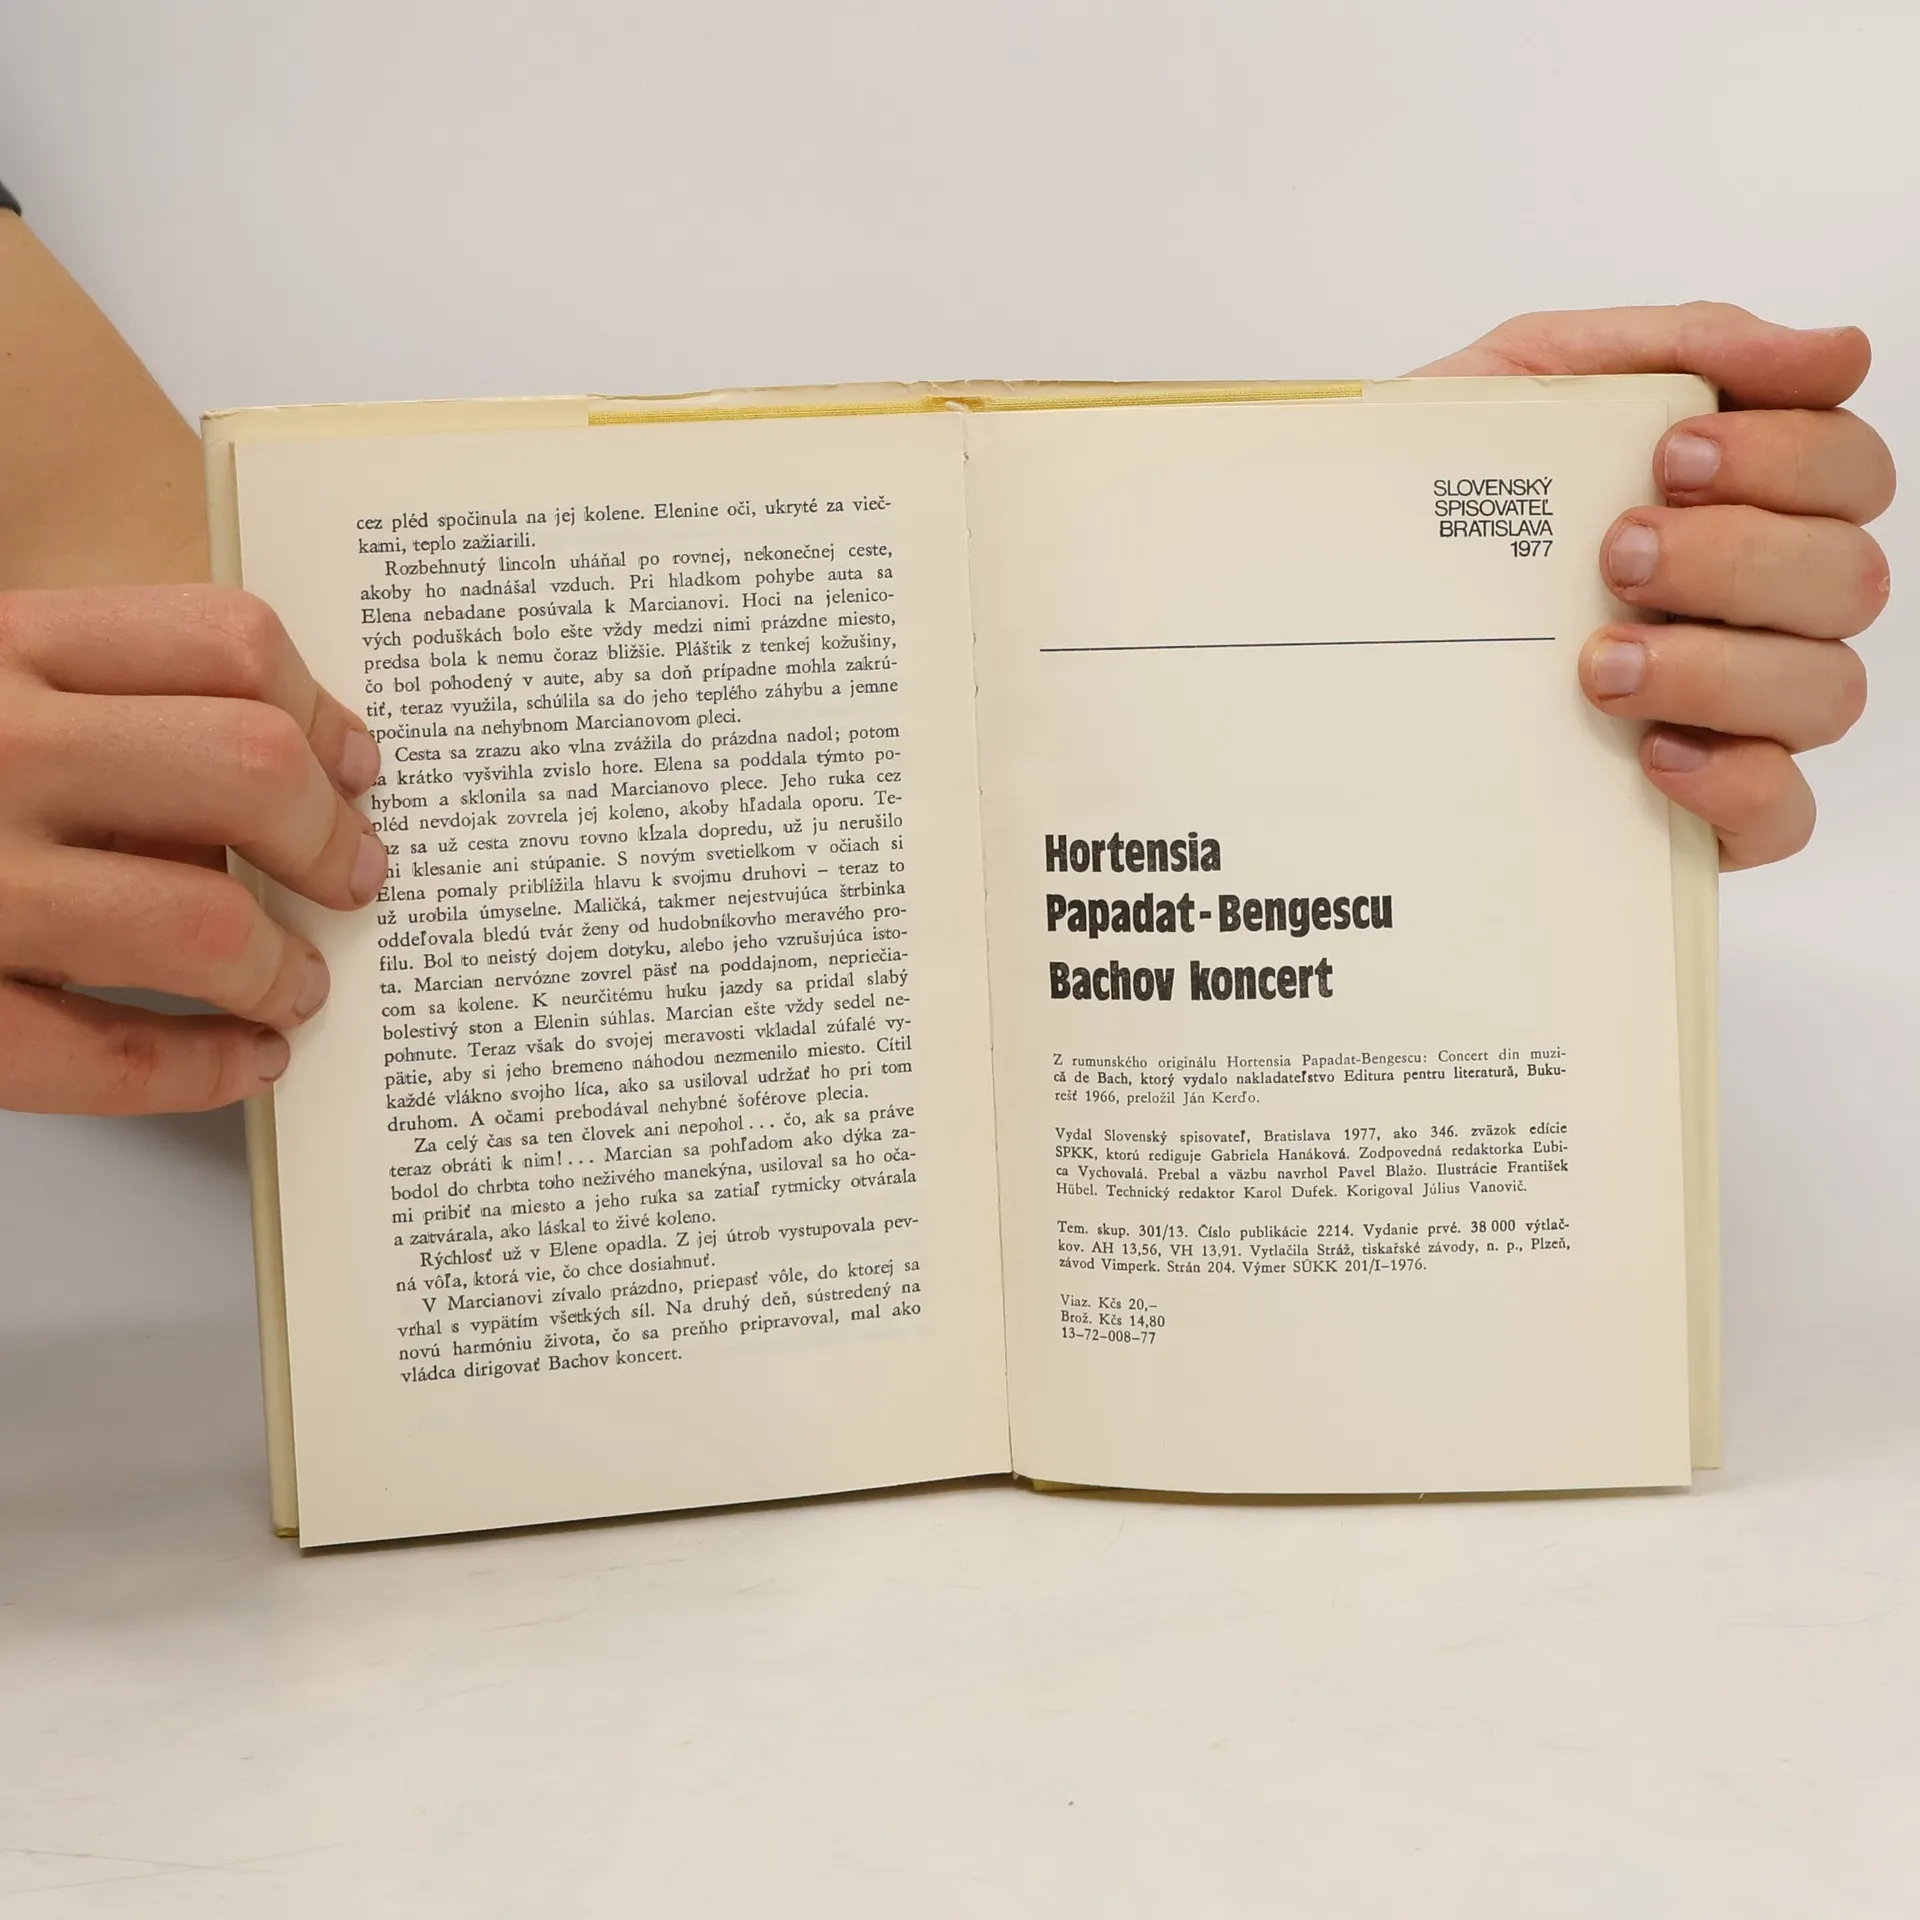 cez pléd spočinula na jej kolene. Elenine oči, ukryté za vieč-
kami, teplo zažiarili.
Rozbehnutý lincoln uháňal po rovnej, nekonečnej ceste,
akoby ho nadnášal vzduch. Pri hladkom pohybe auta sa
Elena nebadane posúvala k Marcianovi. Hoci na jelenico-
vých poduškách bolo ešte vždy medzi nimi prázdne miesto,
predsa bola k nemu čoraz bližšie. Pláštik z tenkej kožušiny,
čo bol pohodený v aute, aby sa doň prípadne mohla zakrú-
tiť, teraz využila, schúlila sa do jeho teplého záhybu a jemne
spočinula na nehybnom Marcianovom pleci.
Cesta sa zrazu ako vlna zvážila do prázdna nadol; potom
sa krátko vyšvihla zvislo hore. Elena sa poddala týmto po-
hybom a sklonila sa nad Marcianovo plece. Jeho ruka cez
pléd nevdojak zovrela jej koleno, akoby hľadala oporu. Te-
az sa už cesta znovu rovno kĺzala dopredu, už ju nerušilo
ni klesanie ani stúpanie. S novým svetielkom v očiach si
Elena pomaly priblížila hlavu k svojmu druhovi – teraz to
už urobila úmyselne. Maličká, takmer nejestvujúca štrbinka
oddeľovala bledú tvár ženy od hudobníkovho meravého pro-
filu. Bol to neistý dojem dotyku, alebo jeho vzrušujúca isto-
ta. Marcian nervózne zovrel päsť na poddajnom, nepriečia-
com sa kolene. K neurčitému huku jazdy sa pridal slabý
bolestivý ston a Elenin súhlas. Marcian ešte vždy sedel ne-
pohnute. Teraz však do svojej meravosti vkladal zúfalé vy-
pätie, aby si jeho bremeno náhodou nezmenilo miesto. Cítil
každé vlákno svojho líca, ako sa usiloval udržať ho pri tom
druhom. A očami prebodával nehybné šoférove plecia.
Za celý čas sa ten človek ani nepohol... čo, ak sa práve
teraz obráti k nim!... Marcian sa pohľadom ako dýka za-
bodol do chrbta toho neživého manekýna, usiloval sa ho oča-
mi pribiť na miesto a jeho ruka sa zatiaľ rytmicky otvárala
a zatvárala, ako láskal to živé koleno.
Rýchlosť už v Elene opadla. Z jej útrob vystupovala pev-
ná vôľa, ktorá vie, čo chce dosiahnuť.
V Marcianovi zívalo prázdno, priepasť vôle, do ktorej sa
vrhal s vypätím všetkých síl. Na druhý deň, sústredený na
novú harmóniu života, čo sa preňho pripravoval, mal ako
vládca dirigovať Bachov koncert.
SLOVENSKÝ
SPISOVATEĽ
BRATISLAVA
1977
Hortensia
Papadat-Bengescu
Bachov koncert
Z rumunského originálu Hortensia Papadat-Bengescu: Concert din muzi-
că de Bach, ktorý vydalo nakladateľstvo Editura pentru literatură, Buku-
rešť 1966, preložil Ján Kerďo.
Vydal Slovenský spisovateľ, Bratislava 1977, ako 346. zväzok edície
SPKK, ktorú rediguje Gabriela Hanáková. Zodpovedná redaktorka Ľubi-
ca Vychovalá. Prebal a väzbu navrhol Pavel Blažo. Ilustrácie František
Hübel. Technický redaktor Karol Dufek. Korigoval Július Vanovič.
Tem. skup. 301/13. Číslo publikácie 2214. Vydanie prvé. 38 000 výtlač-
kov. AH 13,56, VH 13,91. Vytlačila Stráž, tiskařské závody, n. p., Plzeň,
závod Vimperk. Strán 204. Výmer SÚKK 201/I–1976.
Viaz. Kčs 20,–
Brož. Kčs 14,80
13–72–008–77